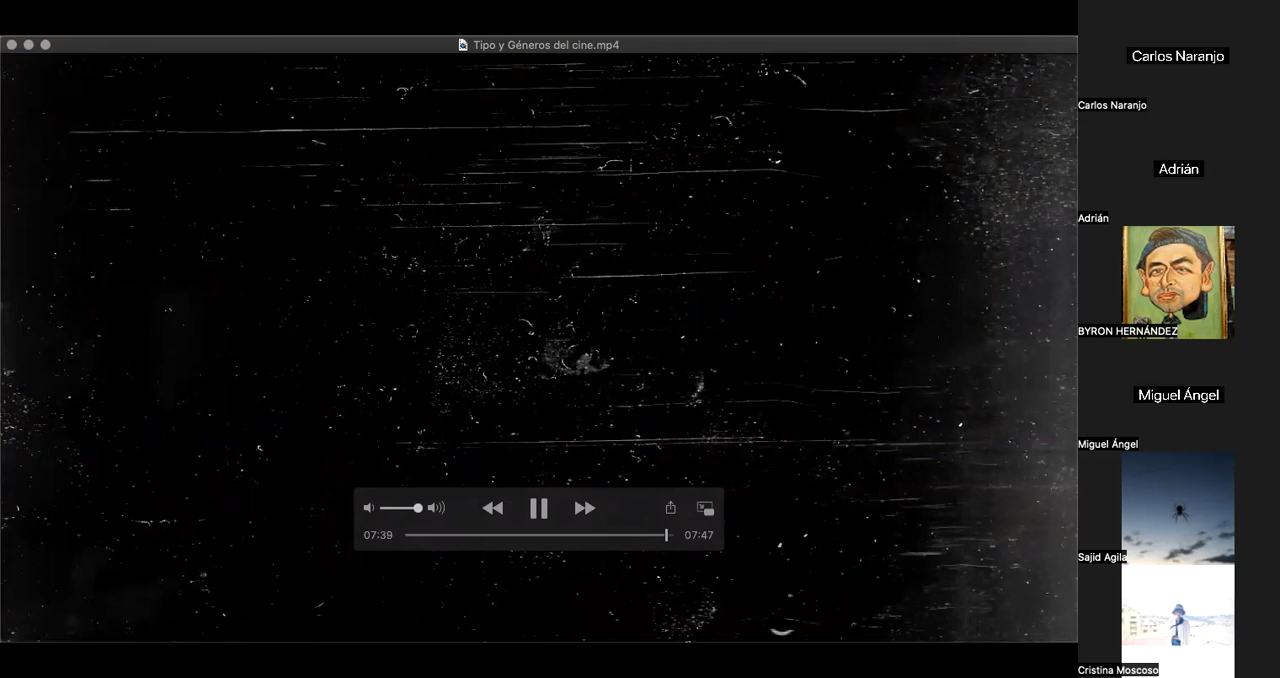 Tipo y Géneros del cine.mp4
07:39
07:47
Carlos Naranjo
Carlos Naranjo
Adrián
Adrián
BYRON HERNÁNDEZ
Miguel Ángel
Miguel Ángel
Sajid Agila
Cristina Moscoso